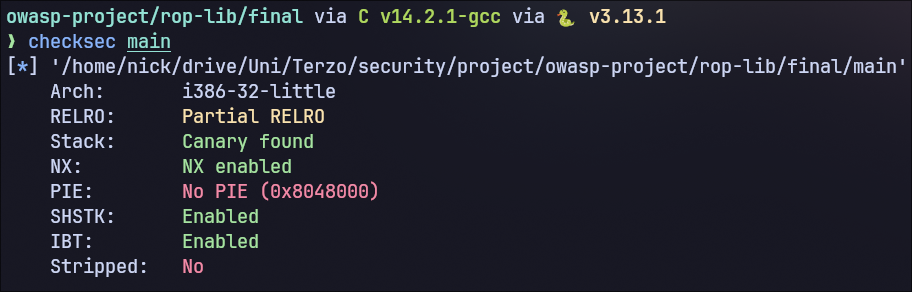 owasp-project/rop-lib/final via C v14.2.1-gcc via 🐍 v3.13.1
❯ checksec main
[*] '/home/nick/drive/Uni/Terzo/security/project/owasp-project/rop-lib/final/main'
Arch: i386-32-little
RELRO: Partial RELRO
Stack: Canary found
NX: NX enabled
PIE: No PIE (0x8048000)
SHSTK: Enabled
IBT: Enabled
Stripped: No